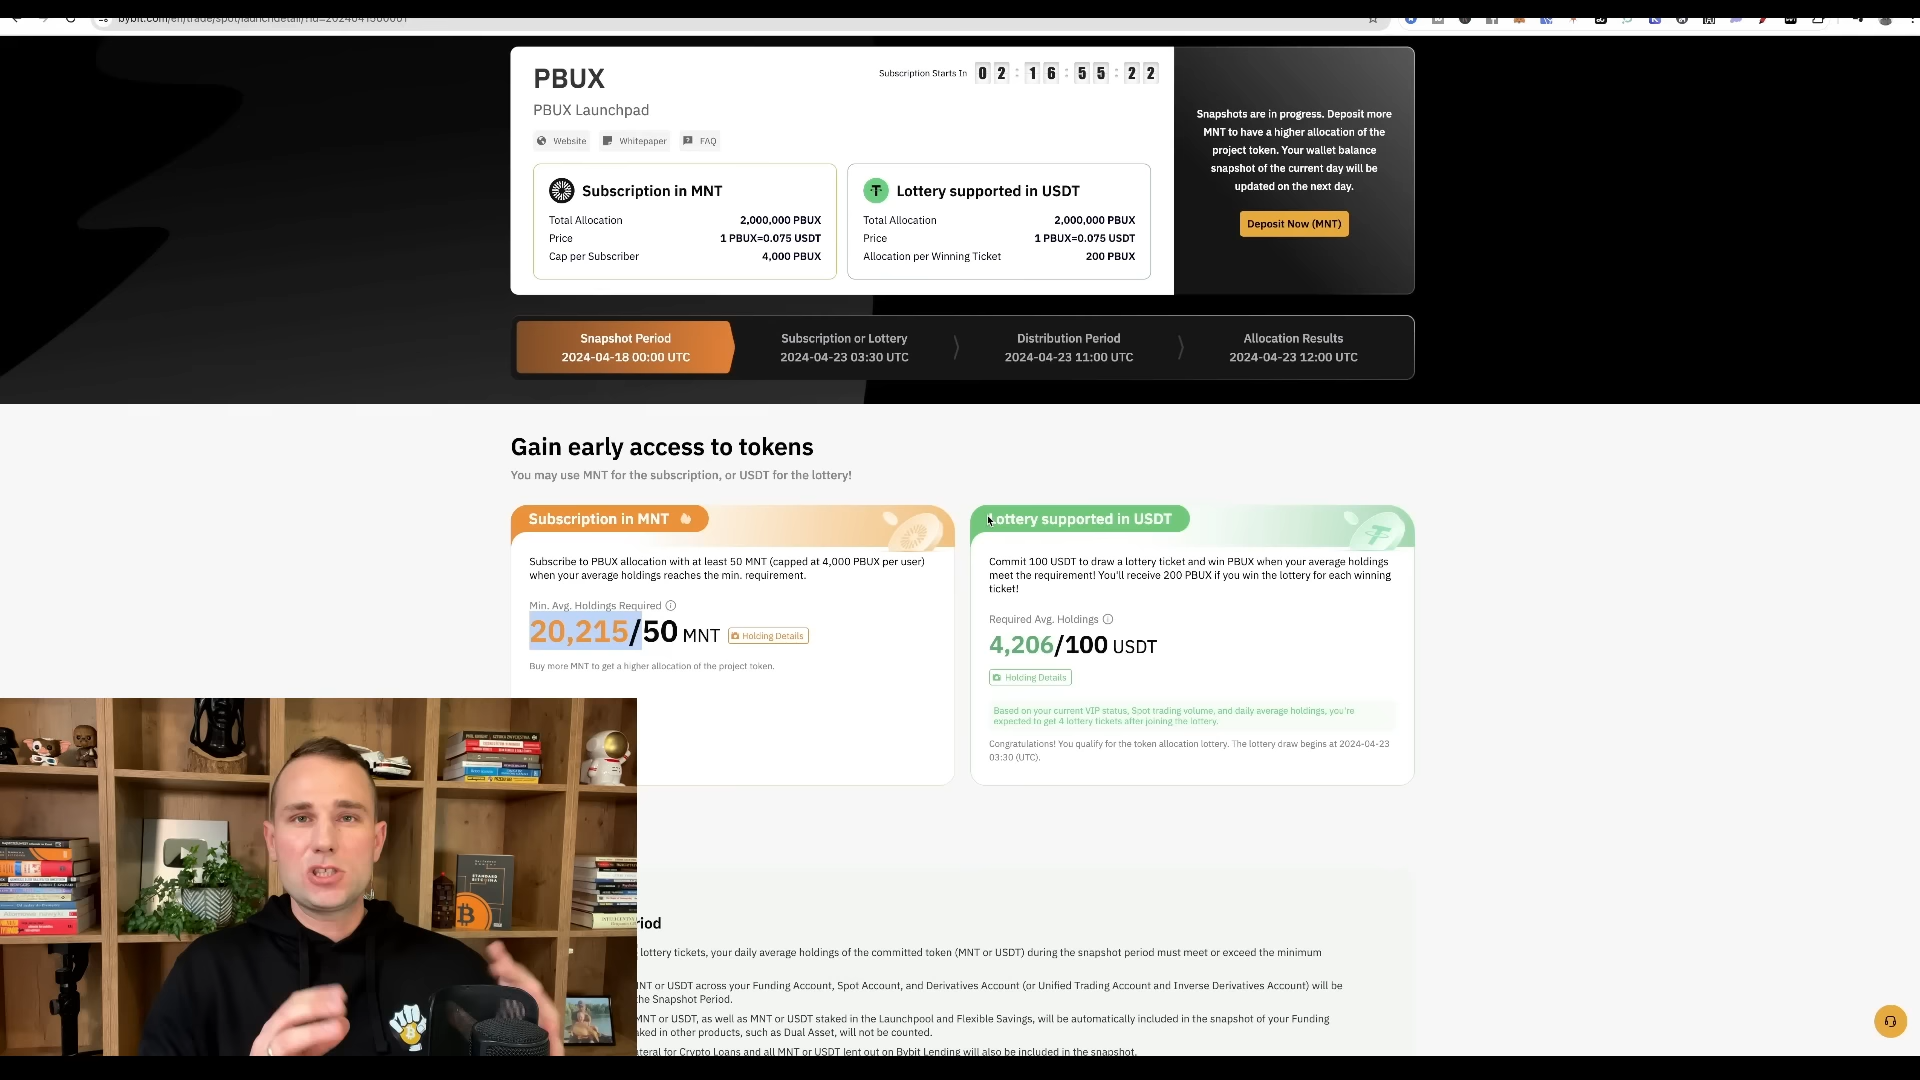 PBUX
Subscription Starts In 02:16:55:22
PBUX Launchpad
Website Whitepaper FAQ
Subscription in MNT
Total Allocation 2,000,000 PBUX
Price 1 PBUX=0.075 USDT
Cap per Subscriber 4,000 PBUX
Lottery supported in USDT
Total Allocation 2,000,000 PBUX
Price 1 PBUX=0.075 USDT
Allocation per Winning Ticket 200 PBUX
Snapshots are in progress. Deposit more
MNT to have a higher allocation of the
project token. Your wallet balance
snapshot of the current day will be
updated on the next day.
Deposit Now (MNT)
Snapshot Period
2024-04-18 00:00 UTC
Subscription or Lottery
2024-04-23 03:30 UTC
Distribution Period
2024-04-23 11:00 UTC
Allocation Results
2024-04-23 12:00 UTC
Gain early access to tokens
You may use MNT for the subscription, or USDT for the lottery!
Subscription in MNT
Subscribe to PBUX allocation with at least 50 MNT (capped at 4,000 PBUX per user)
when your average holdings reaches the min. requirement.
Min. Avg. Holdings Required
20,215/50 MNT Holding Details
Buy more MNT to get a higher allocation of the project token.
Lottery supported in USDT
Commit 100 USDT to draw a lottery ticket and win PBUX when your average holdings
meet the requirement! You'll receive 200 PBUX if you win the lottery for each winning
ticket!
Required Avg. Holdings
4,206/100 USDT
Holding Details
Based on your current VIP status, Spot trading volume, and daily average holdings, you're
expected to get 4 lottery tickets after joining the lottery.
Congratulations! You qualify for the token allocation lottery. The lottery draw begins at 2024-04-23
03:30 (UTC).
riod
lottery tickets, your daily average holdings of the committed token (MNT or USDT) during the snapshot period must meet or exceed the minimum
NT or USDT across your Funding Account, Spot Account, and Derivatives Account (or Unified Trading Account and Inverse Derivatives Account) will be
the Snapshot Period.
MNT or USDT, as well as MNT or USDT staked in the Launchpool and Flexible Savings, will be automatically included in the snapshot of your Funding
ked in other products, such as Dual Asset, will not be counted.
teral for Crypto Loans and all MNT or USDT lent out on Bybit Lending will also be included in the snapshot.